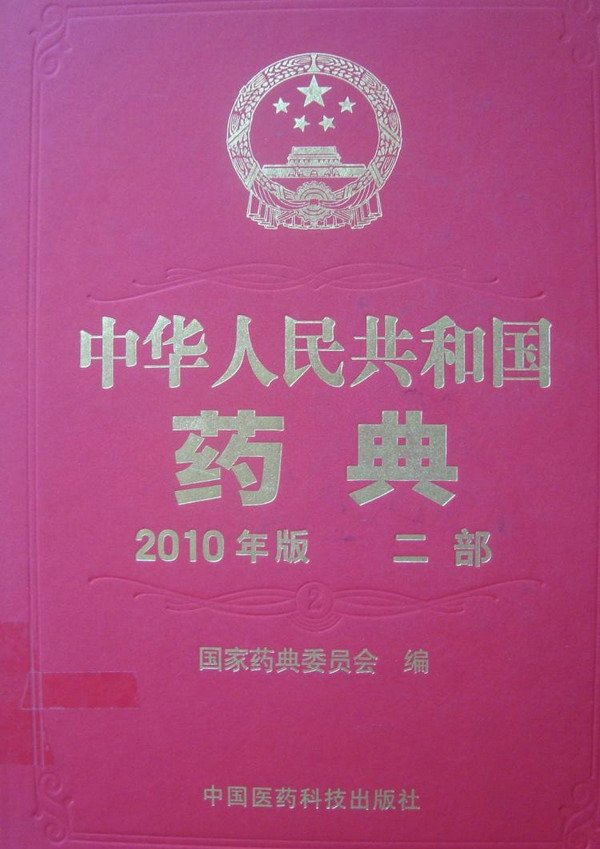 中华人民共和国
药典
2010年版 二部
2
国家药典委员会 编
中国医药科技出版社